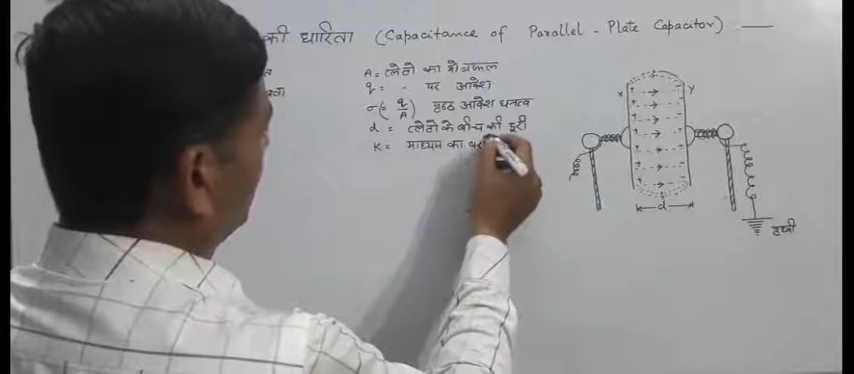 की धारिता (Capacitance of Parallel - Plate Capacitor)
A = प्लेटो का क्षेत्रफल
q = - पर आवेश
σ (= q/A) पृष्ठ आवेश घनत्व
d = प्लेटो के बीच की दूरी
K = माध्यम का
x y
d
पृथ्वी